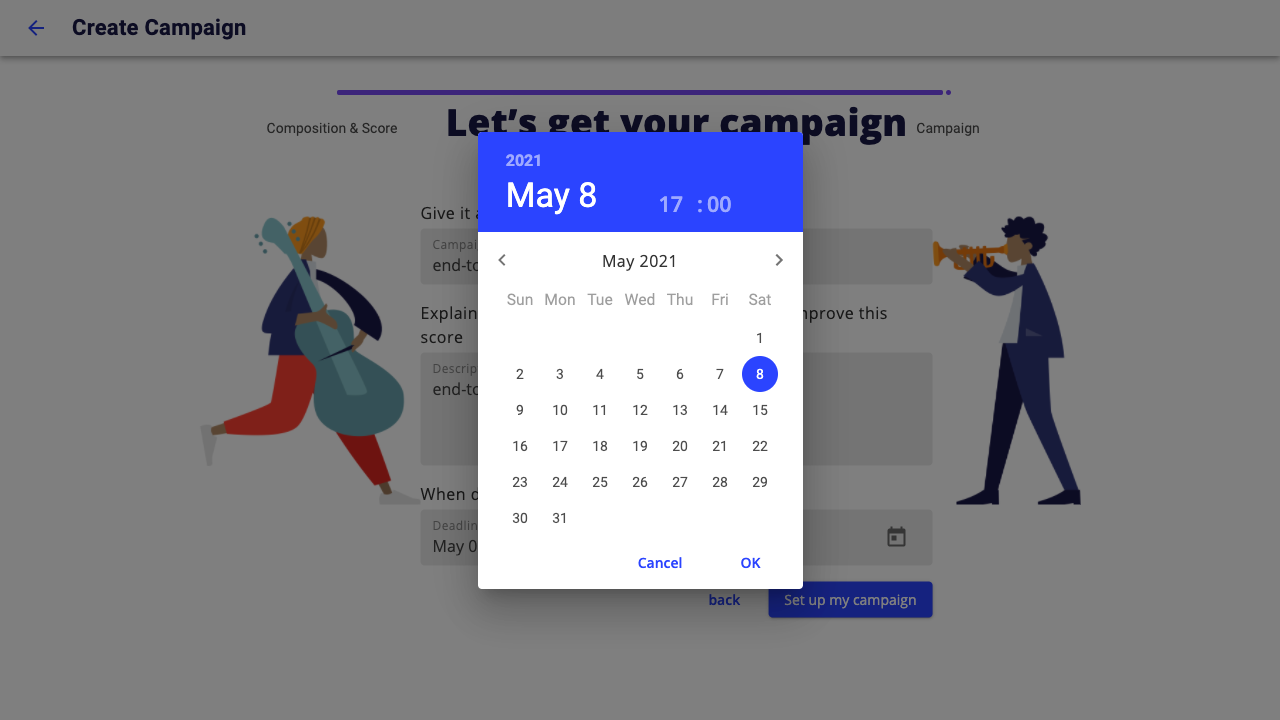 Create Campaign
Composition & Score
Let's get your campaign
Campaign
2021
May 8
17 : 00
Give it
Campai
end-to
May 2021
Sun Mon Tue Wed Thu Fri Sat
1
2 3 4 5 6 7 8
9 10 11 12 13 14 15
16 17 18 19 20 21 22
23 24 25 26 27 28 29
30 31
Explain
mprove this
score
Descrip
end-to
When d
Deadlin
May 0
Cancel OK
back
Set up my campaign